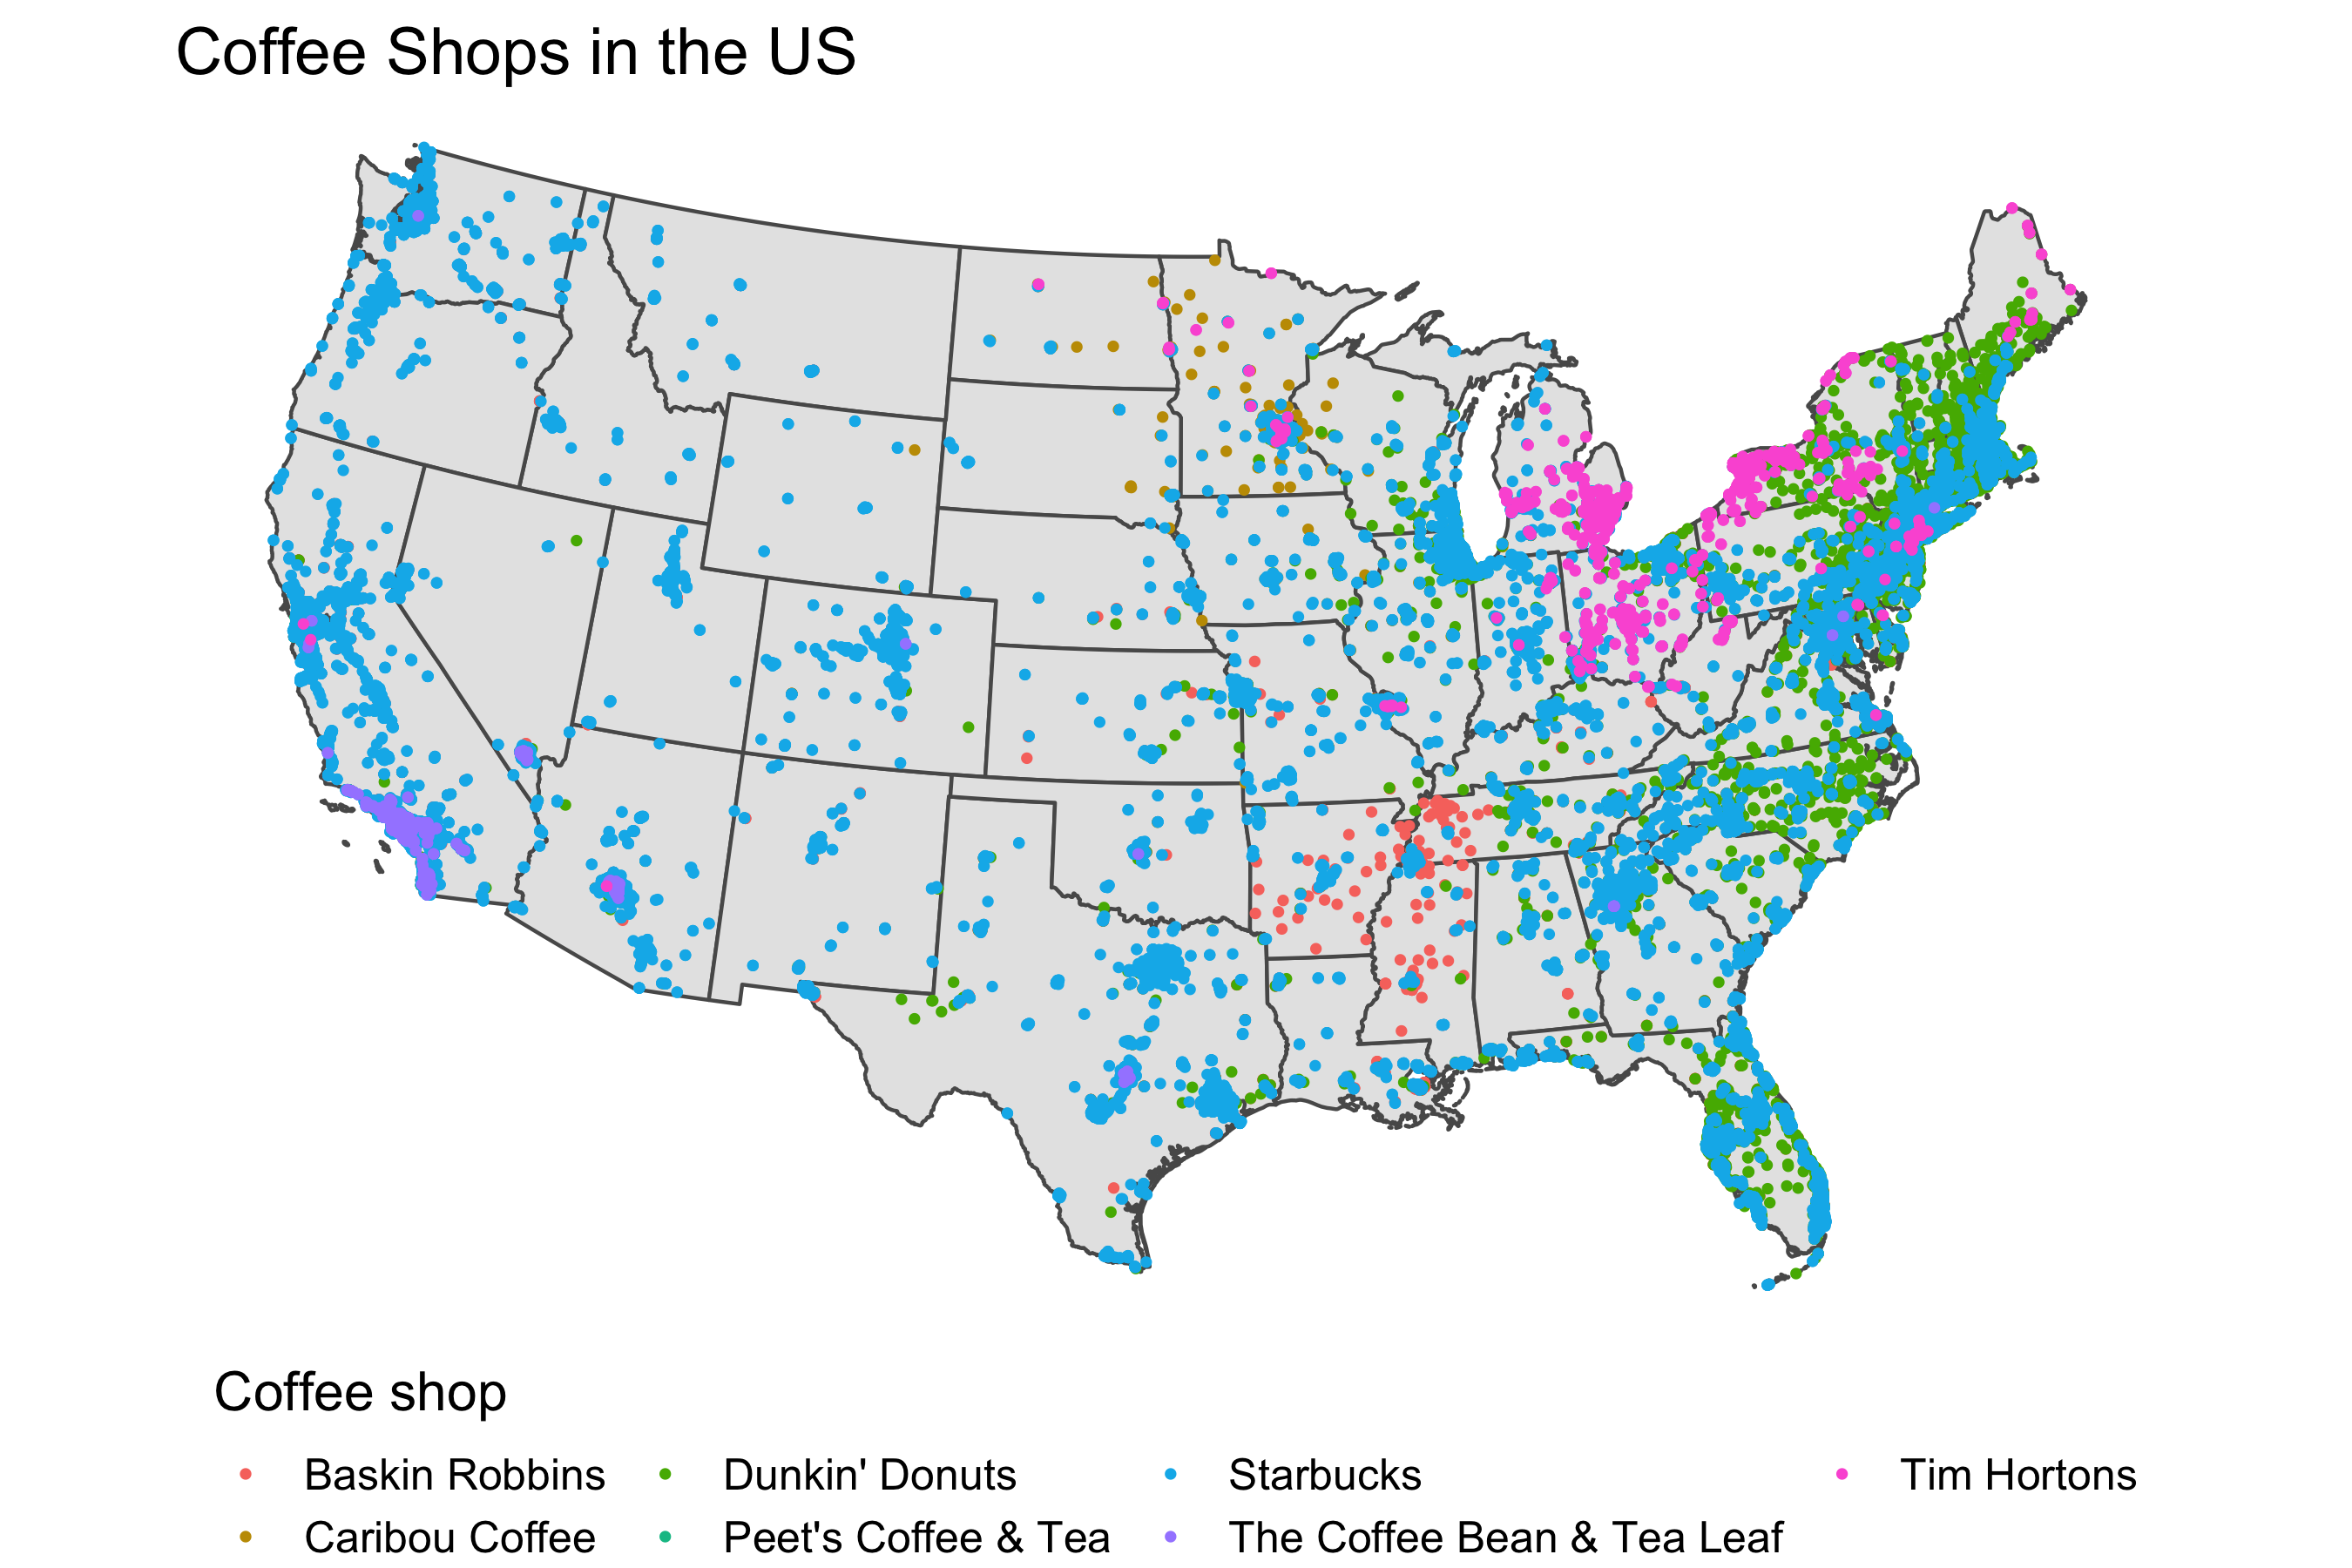 Coffee Shops in the US
Coffee shop
Baskin Robbins Dunkin' Donuts Starbucks Tim Hortons
Caribou Coffee Peet's Coffee & Tea The Coffee Bean & Tea Leaf